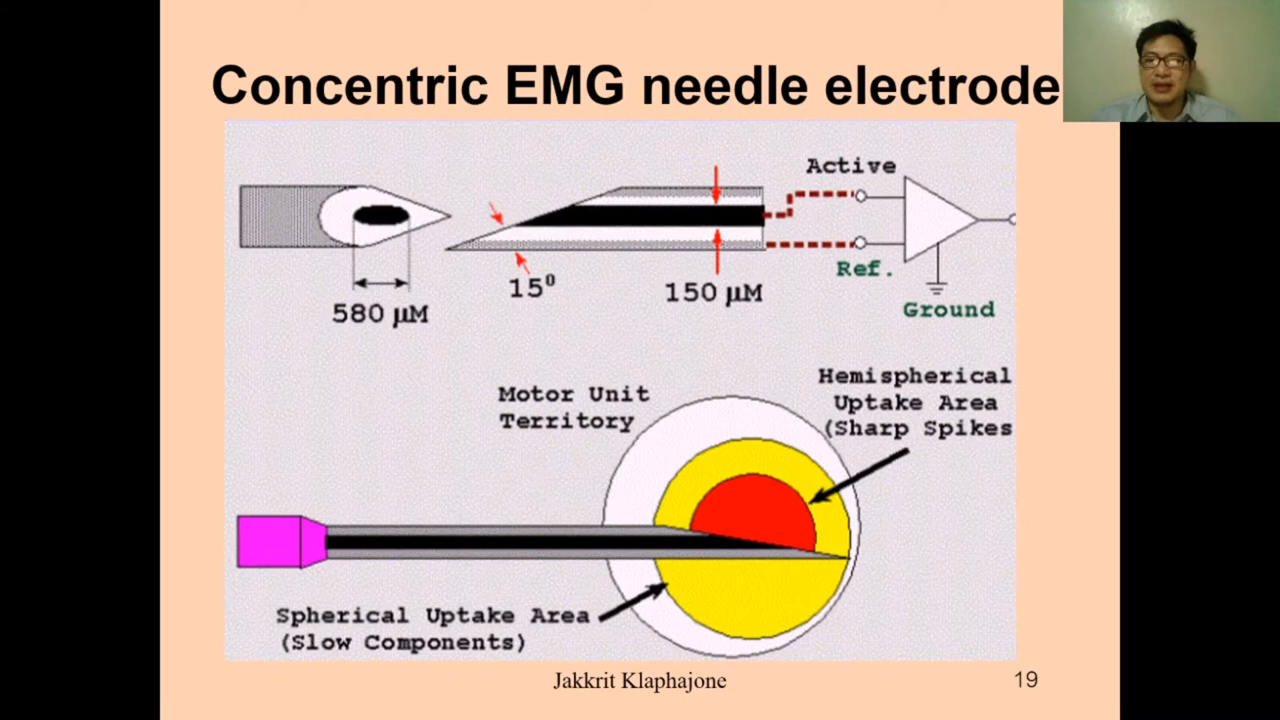 Concentric EMG needle electrode
Active
Ref.
15⁰
150 µM
580 µM
Ground
Motor Unit
Territory
Hemispherical
Uptake Area
(Sharp Spikes
Spherical Uptake Area
(Slow Components)
Jakkrit Klaphajone
19